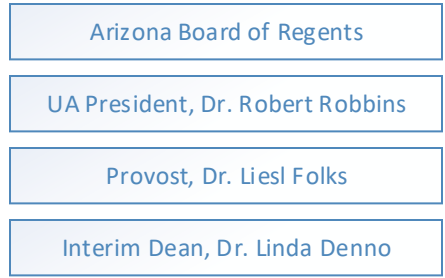 Arizona Board of Regents
UA President, Dr. Robert Robbins
Provost, Dr. Liesl Folks
Interim Dean, Dr. Linda Denno